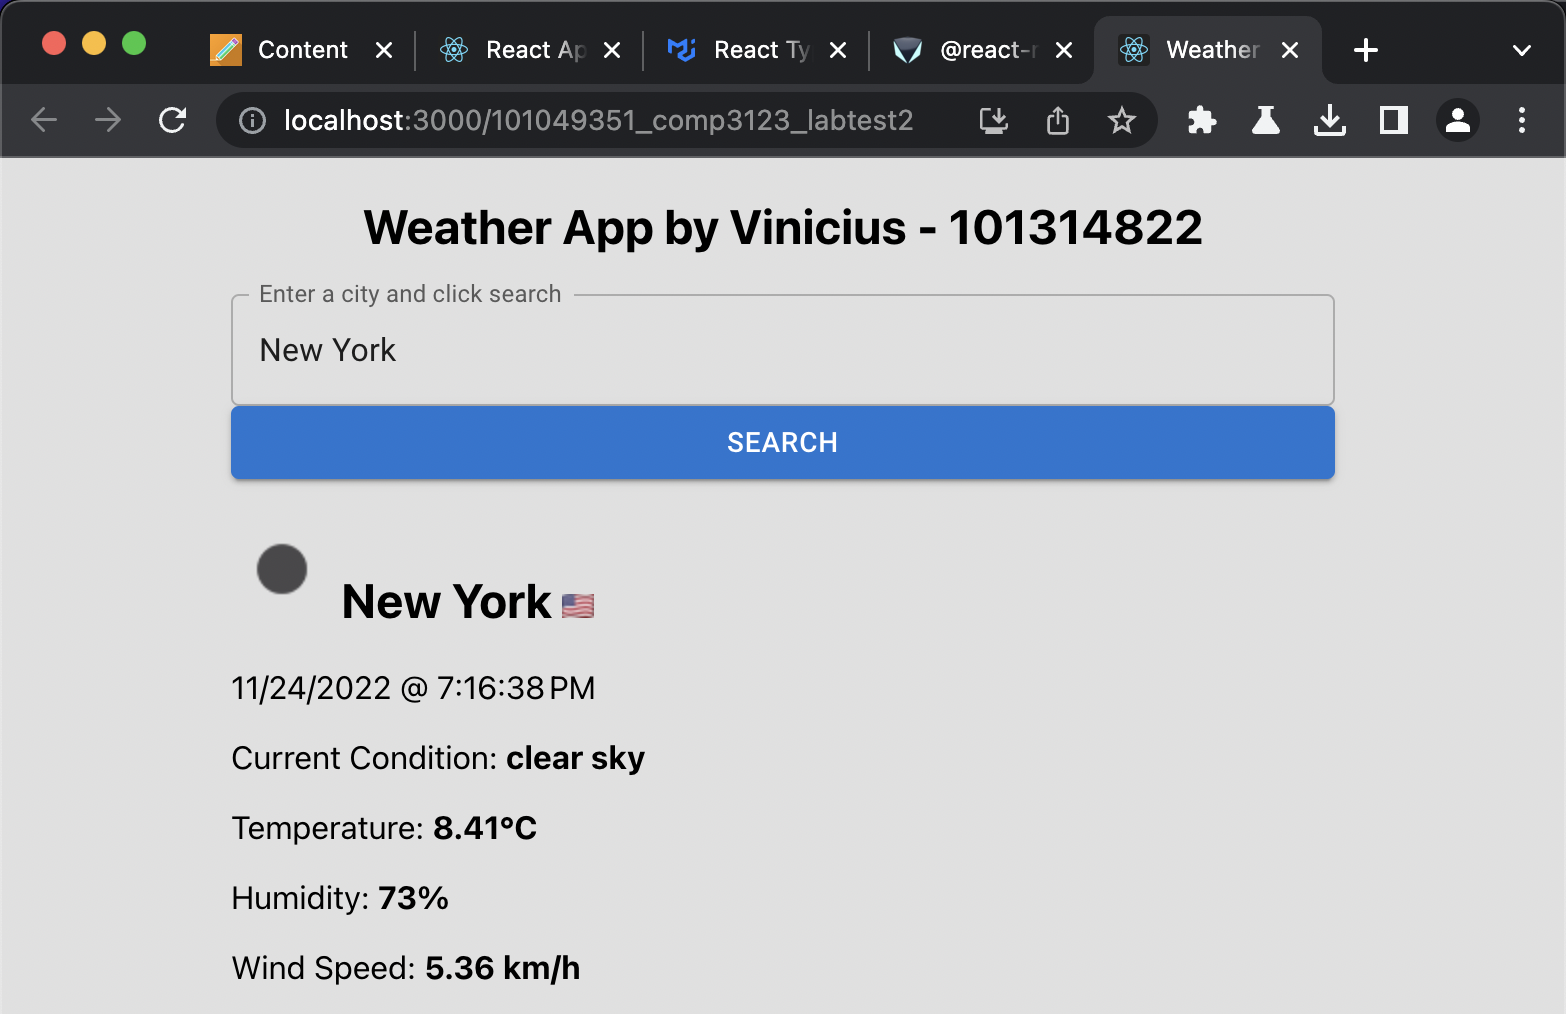 Content
React Ap
React Ty
@react-r
Weather
localhost:3000/101049351_comp3123_labtest2
Weather App by Vinicius - 101314822
Enter a city and click search
New York
SEARCH
New York
11/24/2022 @ 7:16:38 PM
Current Condition: clear sky
Temperature: 8.41°C
Humidity: 73%
Wind Speed: 5.36 km/h